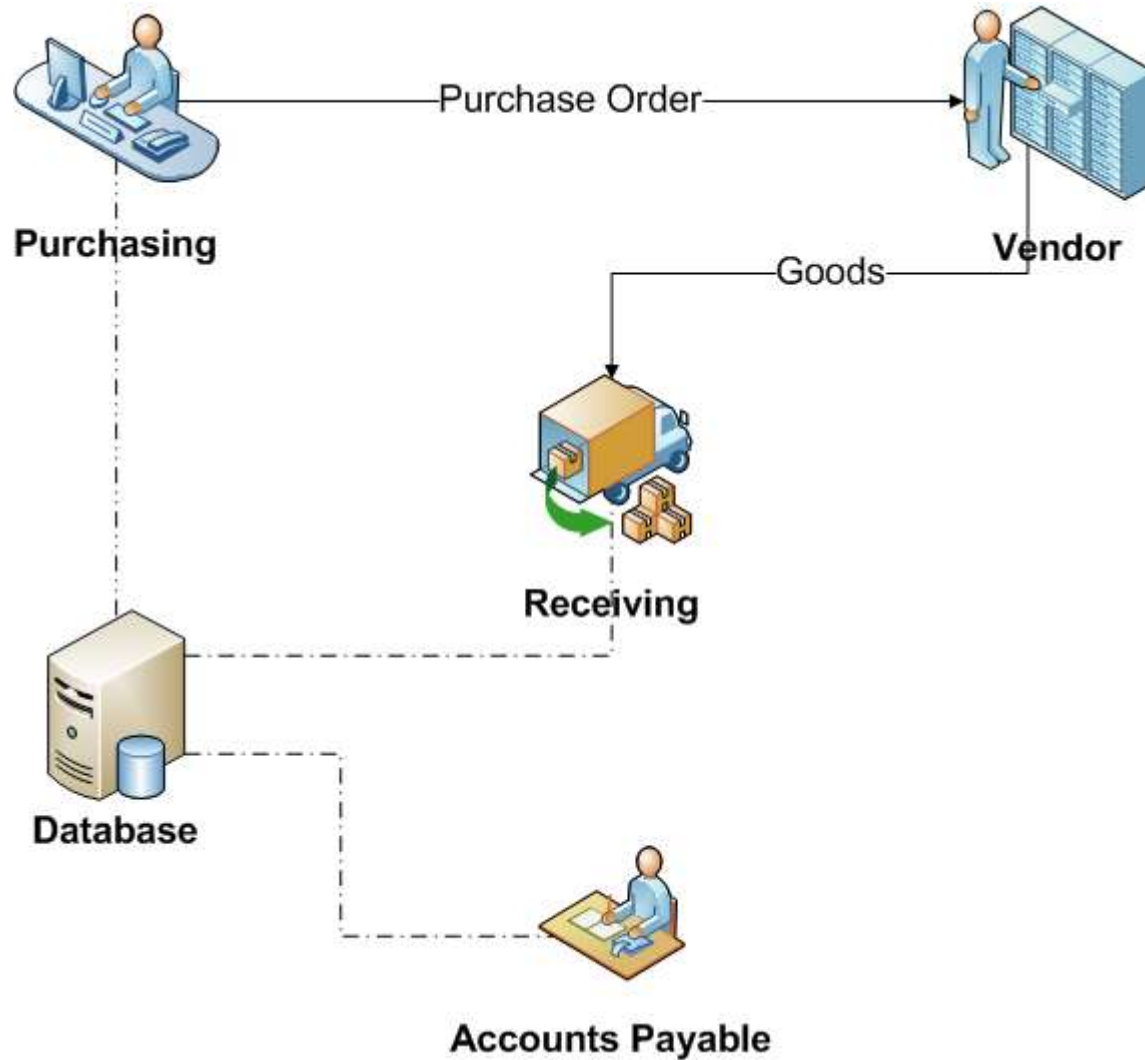 Purchase Order
Purchasing
Vendor
Goods
Receiving
Database
Accounts Payable